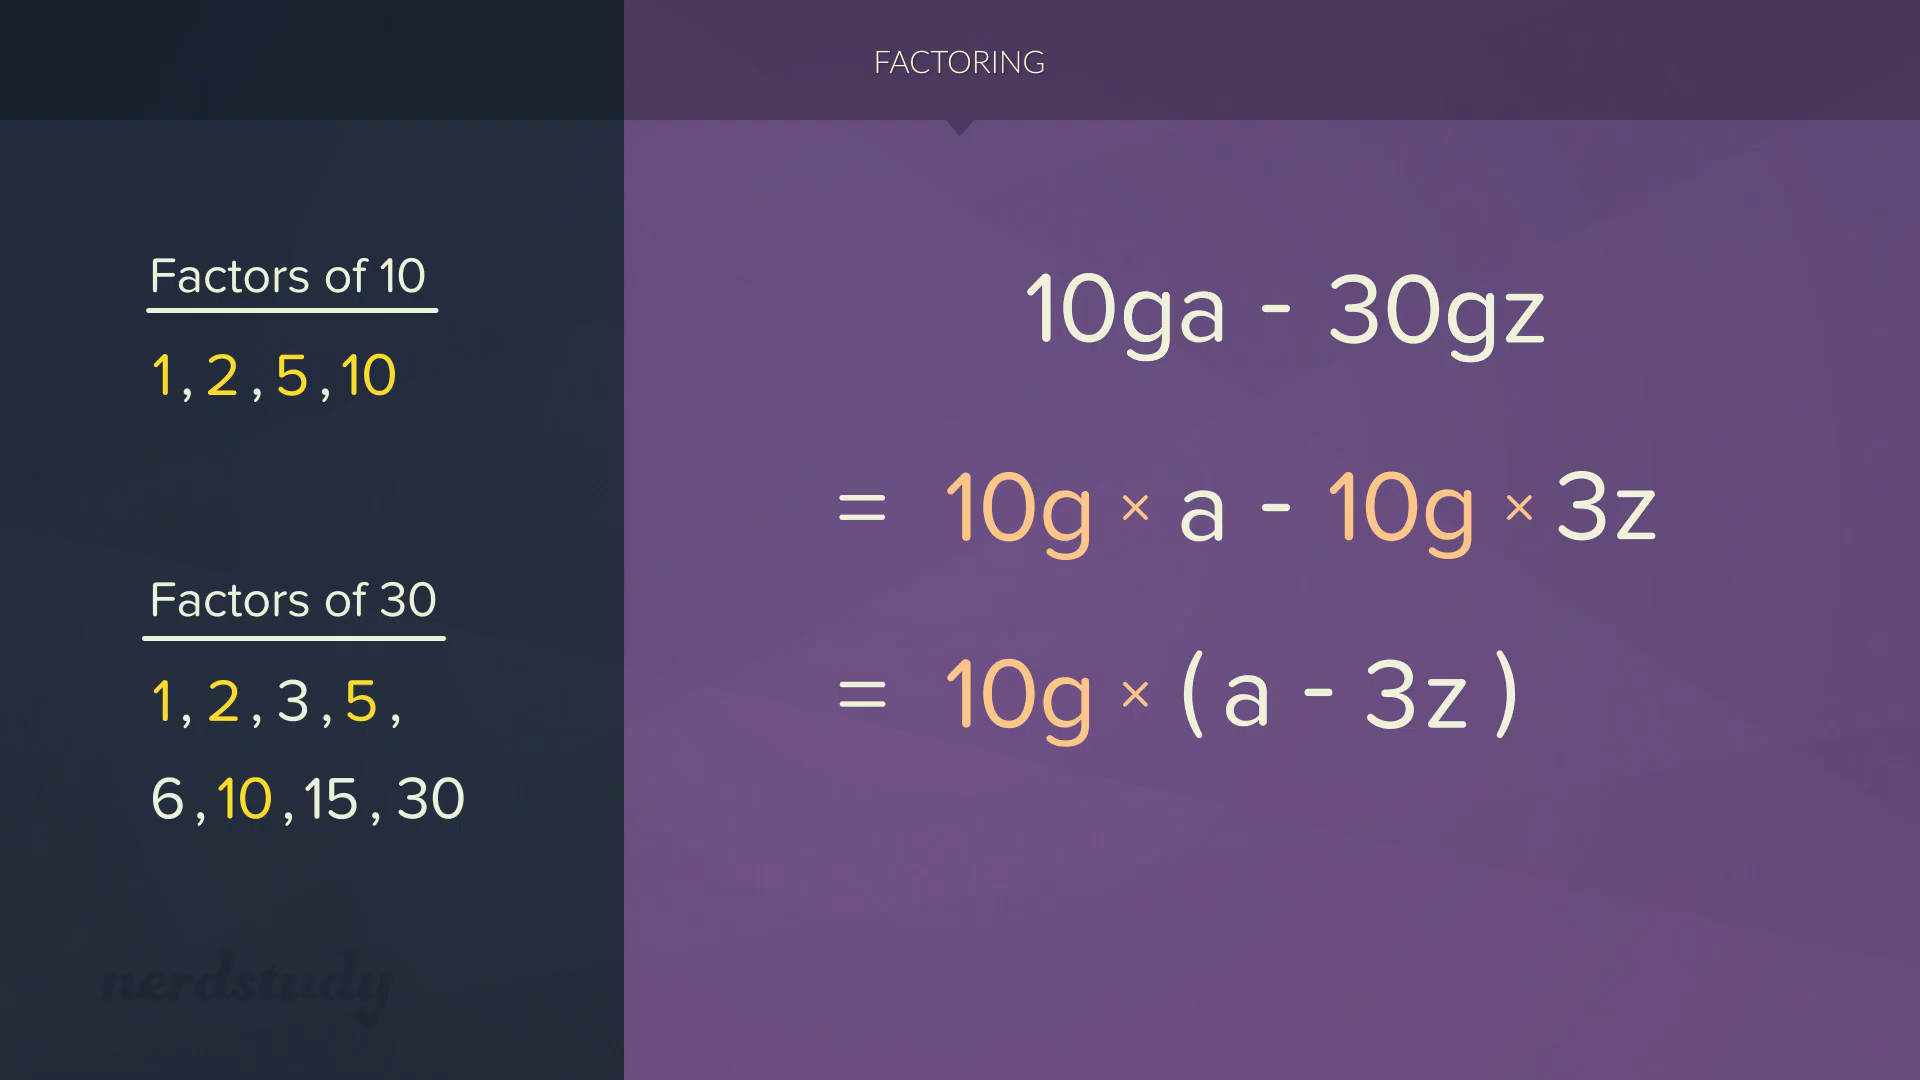 FACTORING
Factors of 10
1, 2, 5, 10
Factors of 30
1, 2, 3, 5,
6, 10, 15, 30
10ga - 30gz
= 10g × a - 10g × 3z
= 10g × (a - 3z)
nerdstudy